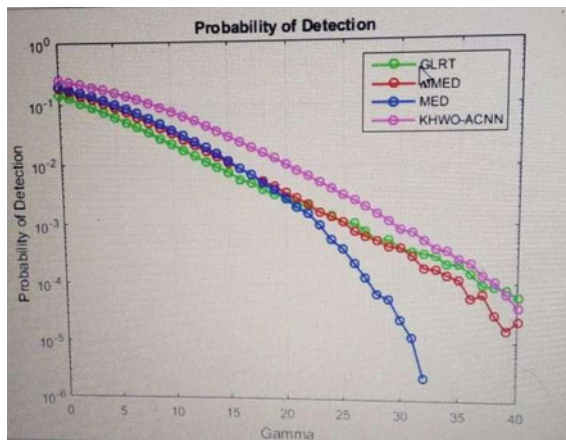 Probability of Detection
10^0
10^-1
10^-2
10^-3
10^-4
10^-5
10^-6
Probability of Detection
GLRT
MED
KHWO-ACNN
0 5 10 15 20 25 30 35 40
Gamma